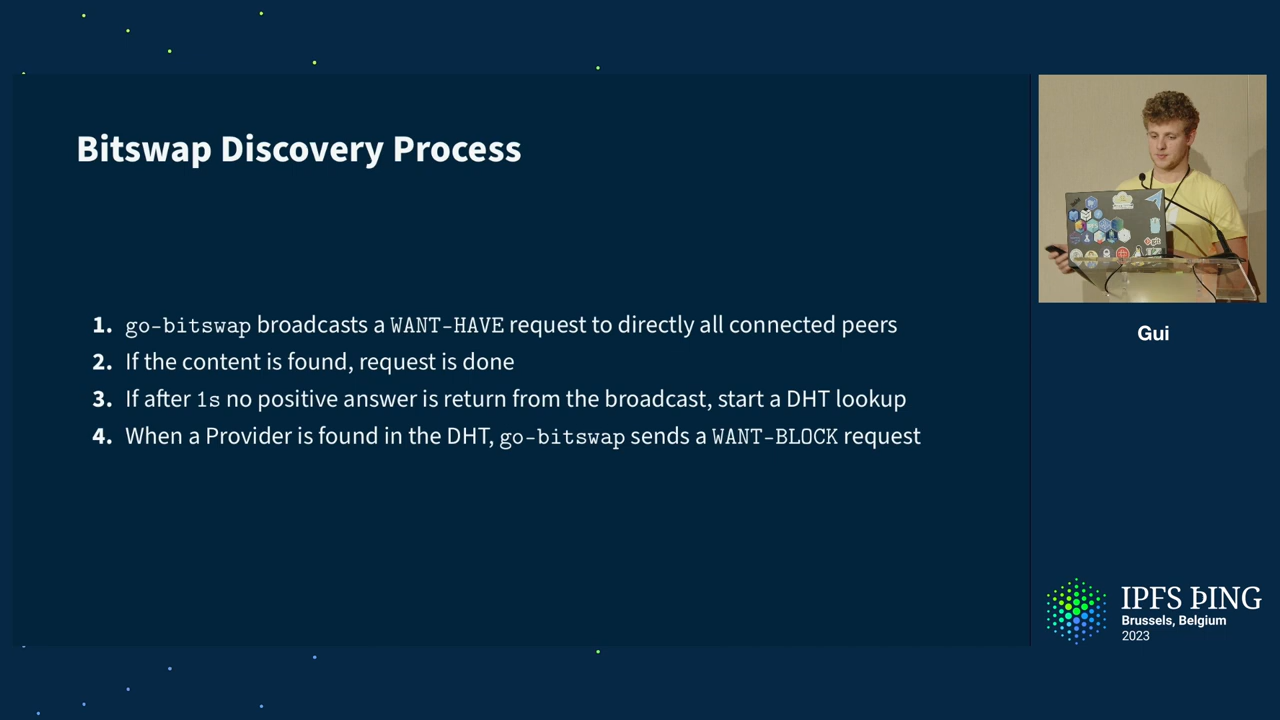 Bitswap Discovery Process
1. go-bitswap broadcasts a WANT-HAVE request to directly all connected peers
2. If the content is found, request is done
3. If after 1s no positive answer is return from the broadcast, start a DHT lookup
4. When a Provider is found in the DHT, go-bitswap sends a WANT-BLOCK request
git
Gui
IPFS ÞING
Brussels, Belgium
2023